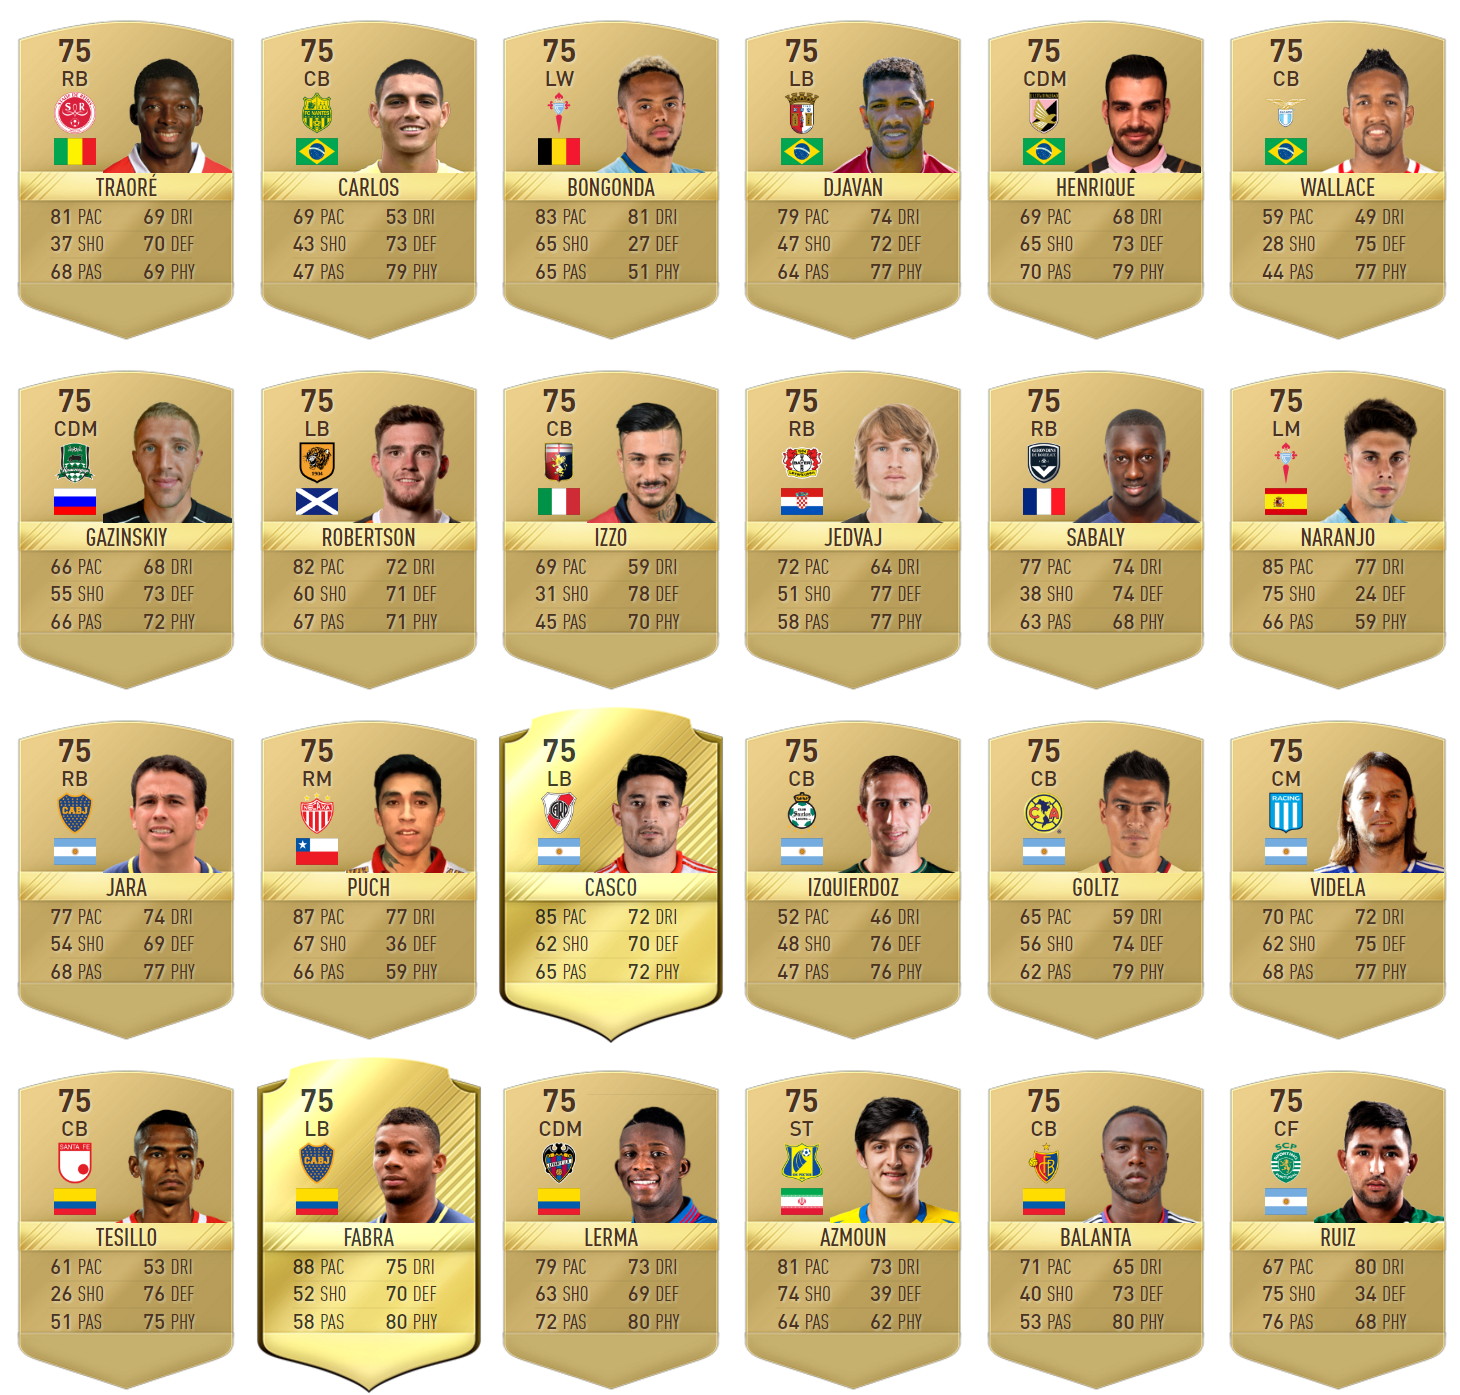 75
RB
TRAORÉ
81 PAC 69 DRI
37 SHO 70 DEF
68 PAS 69 PHY
75
CB
FC NANTES
CARLOS
69 PAC 53 DRI
43 SHO 73 DEF
47 PAS 79 PHY
75
LW
BONGONDA
83 PAC 81 DRI
65 SHO 27 DEF
65 PAS 51 PHY
75
LB
DJAVAN
79 PAC 74 DRI
47 SHO 72 DEF
64 PAS 77 PHY
75
CDM
HENRIQUE
69 PAC 68 DRI
65 SHO 73 DEF
70 PAS 79 PHY
75
CB
WALLACE
59 PAC 49 DRI
28 SHO 75 DEF
44 PAS 77 PHY
75
CDM
GAZINSKIY
66 PAC 68 DRI
55 SHO 73 DEF
66 PAS 72 PHY
75
LB
1904
ROBERTSON
82 PAC 72 DRI
60 SHO 71 DEF
67 PAS 71 PHY
75
CB
IZZO
69 PAC 59 DRI
31 SHO 78 DEF
45 PAS 70 PHY
75
RB
BAYER
JEDVAJ
72 PAC 64 DRI
51 SHO 77 DEF
58 PAS 77 PHY
75
RB
SABALY
77 PAC 74 DRI
38 SHO 74 DEF
63 PAS 68 PHY
75
LM
NARANJO
85 PAC 77 DRI
75 SHO 24 DEF
66 PAS 59 PHY
75
RB
CABJ
JARA
77 PAC 74 DRI
54 SHO 69 DEF
68 PAS 77 PHY
75
RM
NECAXA
PUCH
87 PAC 77 DRI
67 SHO 36 DEF
66 PAS 59 PHY
75
LB
CARP
CASCO
85 PAC 72 DRI
62 SHO 70 DEF
65 PAS 72 PHY
75
CB
CLUB
Santos
LAGUNA
IZQUIERDOZ
52 PAC 46 DRI
48 SHO 76 DEF
47 PAS 76 PHY
75
CB
CA
GOLTZ
65 PAC 59 DRI
56 SHO 74 DEF
62 PAS 79 PHY
75
CM
RACING
VIDELA
70 PAC 72 DRI
62 SHO 75 DEF
68 PAS 77 PHY
75
CB
SANTA FE
TESILLO
61 PAC 53 DRI
26 SHO 76 DEF
51 PAS 75 PHY
75
LB
CABJ
FABRA
88 PAC 75 DRI
52 SHO 70 DEF
58 PAS 80 PHY
75
CDM
LERMA
79 PAC 73 DRI
63 SHO 69 DEF
72 PAS 80 PHY
75
ST
AZMOUN
81 PAC 73 DRI
74 SHO 39 DEF
64 PAS 62 PHY
75
CB
FCB
BALANTA
71 PAC 65 DRI
40 SHO 73 DEF
53 PAS 80 PHY
75
CF
SCP
SPORTING
RUIZ
67 PAC 80 DRI
75 SHO 34 DEF
76 PAS 68 PHY